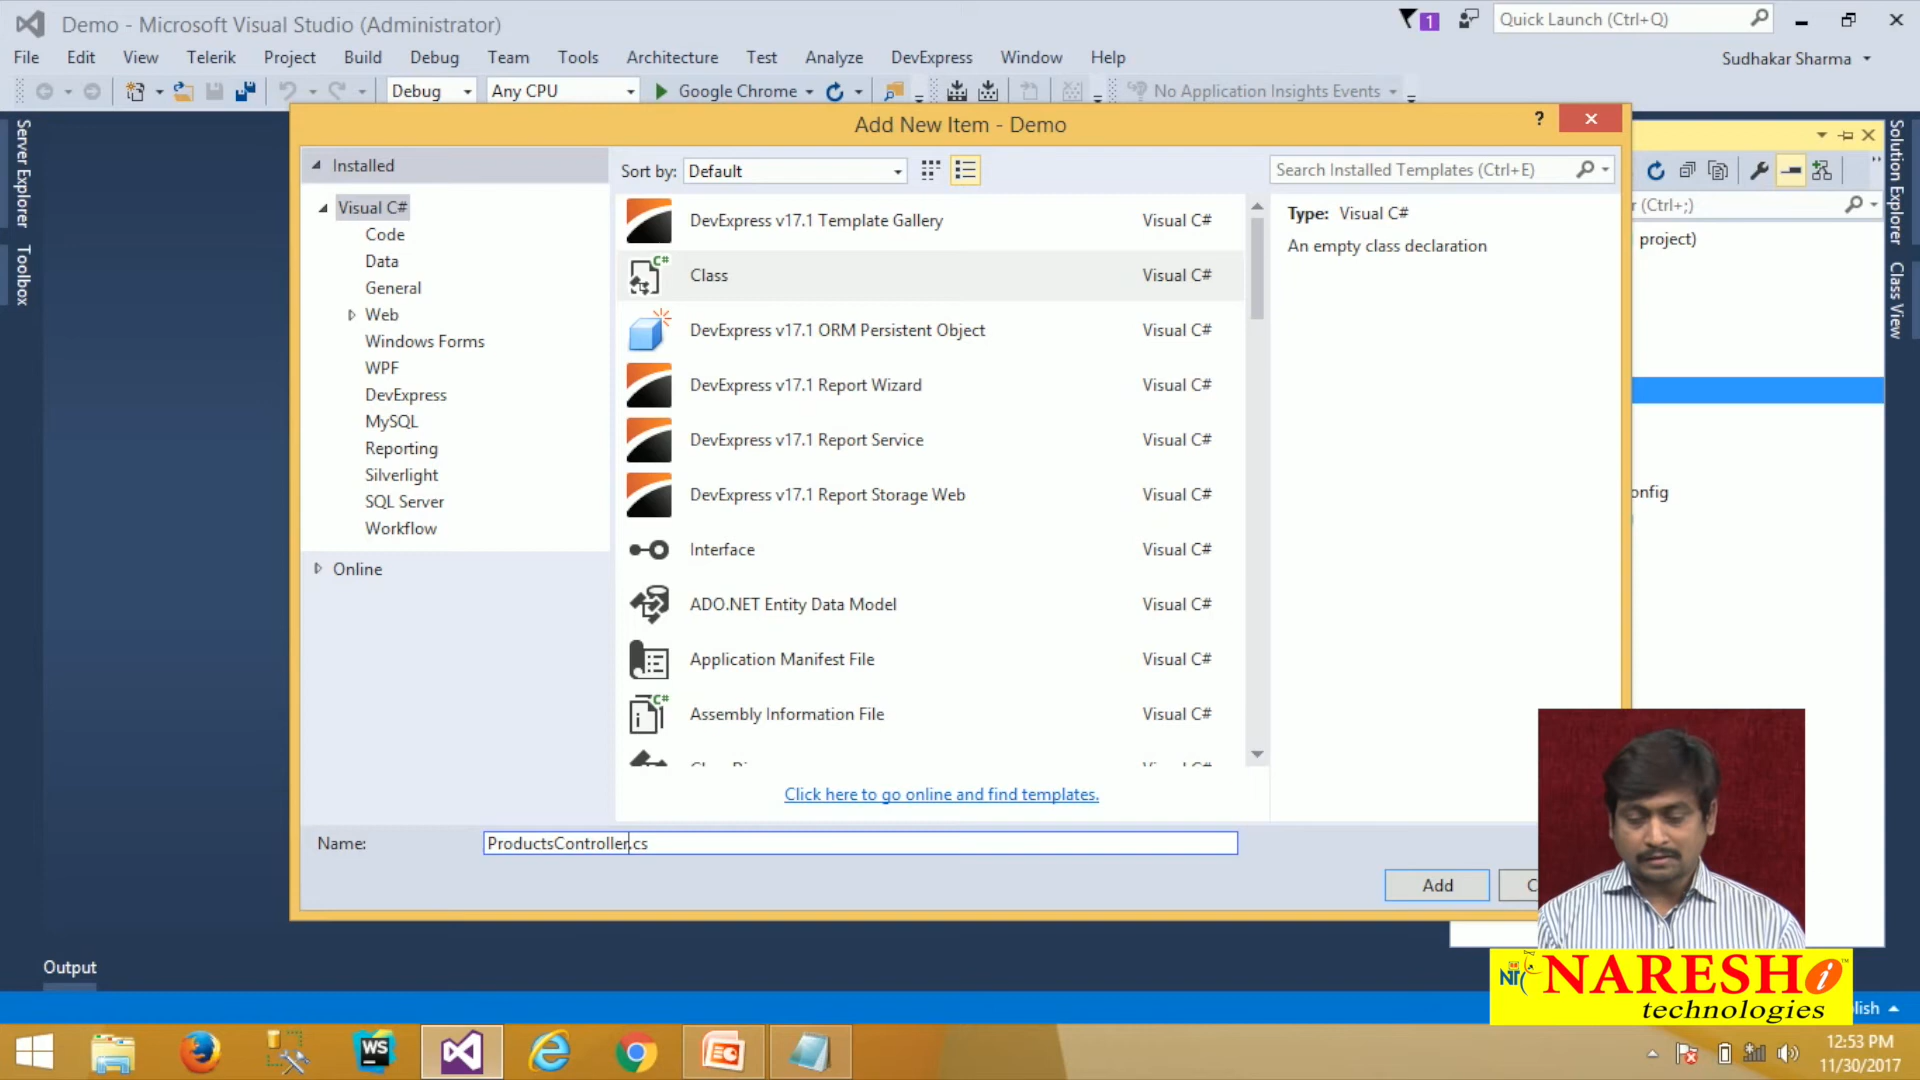 Demo - Microsoft Visual Studio (Administrator)
1
Quick Launch (Ctrl+Q)
File Edit View Telerik Project Build Debug Team Tools Architecture Test Analyze DevExpress Window Help
Sudhakar Sharma
Debug Any CPU Google Chrome No Application Insights Events
Add New Item - Demo
?
Server Explorer
Toolbox
Installed
Visual C#
Code
Data
General
Web
Windows Forms
WPF
DevExpress
MySQL
Reporting
Silverlight
SQL Server
Workflow
Online
Sort by: Default
Search Installed Templates (Ctrl+E)
DevExpress v17.1 Template Gallery Visual C#
Class Visual C#
DevExpress v17.1 ORM Persistent Object Visual C#
DevExpress v17.1 Report Wizard Visual C#
DevExpress v17.1 Report Service Visual C#
DevExpress v17.1 Report Storage Web Visual C#
Interface Visual C#
ADO.NET Entity Data Model Visual C#
Application Manifest File Visual C#
Assembly Information File Visual C#
Click here to go online and find templates.
Type: Visual C#
An empty class declaration
r (Ctrl+;)
project)
onfig
Solution Explorer
Class View
Name: ProductsController.cs
Add
Output
NARESH i
technologies
lish
WS
12:53 PM
11/30/2017